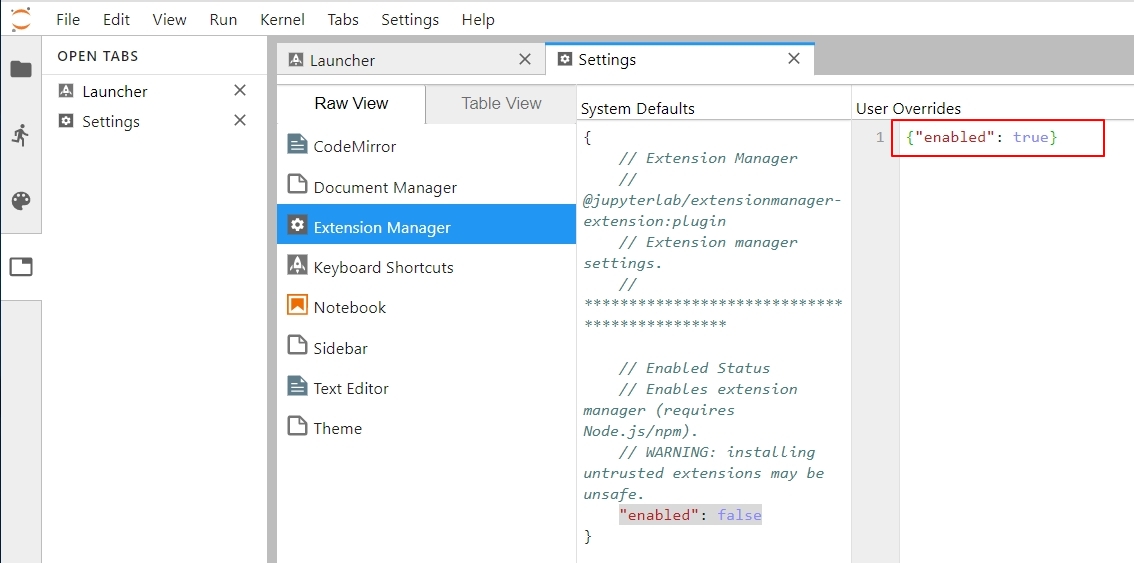 File Edit View Run Kernel Tabs Settings Help
OPEN TABS
Launcher
Settings
Launcher
Settings
Raw View
Table View
CodeMirror
Document Manager
Extension Manager
Keyboard Shortcuts
Notebook
Sidebar
Text Editor
Theme
System Defaults
{
// Extension Manager
//
@jupyterlab/extensionmanager-
extension:plugin
// Extension manager
settings.
//
*****************************
****************
// Enabled Status
// Enables extension
manager (requires
Node.js/npm).
// WARNING: installing
untrusted extensions may be
unsafe.
"enabled": false
}
User Overrides
1 {"enabled": true}